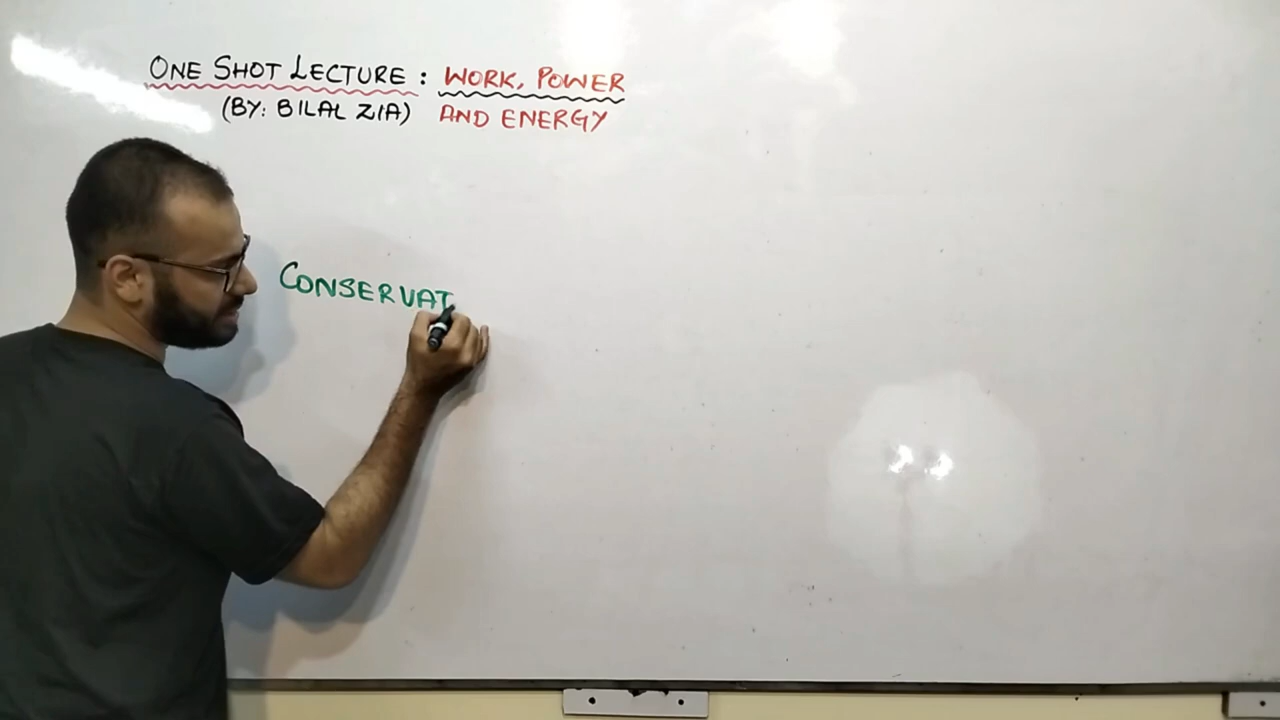 ONE SHOT LECTURE: WORK, POWER
(BY: BILAL ZIA) AND ENERGY
CONSERVAT